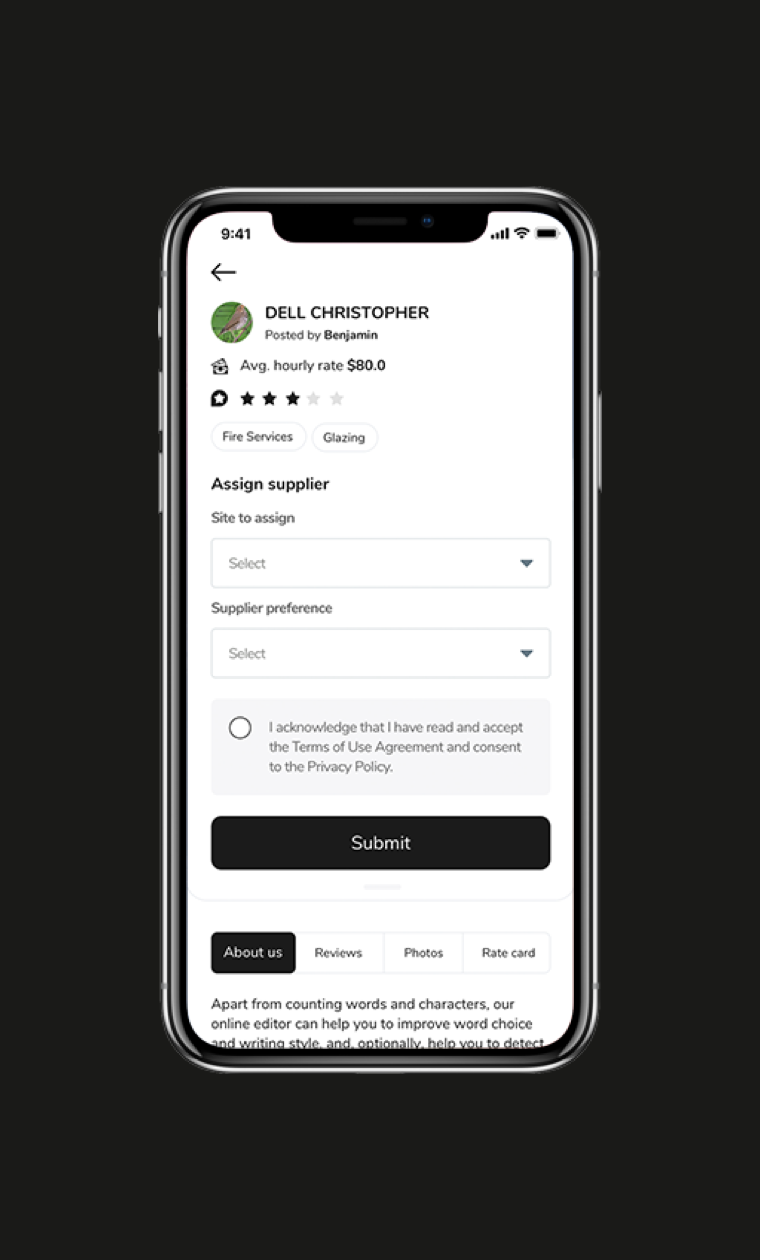 9:41
DELL CHRISTOPHER
Posted by Benjamin
Avg. hourly rate $80.0
Fire Services
Glazing
Assign supplier
Site to assign
Select
Supplier preference
Select
I acknowledge that I have read and accept
the Terms of Use Agreement and consent
to the Privacy Policy.
Submit
About us
Reviews
Photos
Rate card
Apart from counting words and characters, our
online editor can help you to improve word choice
and writing style, and, optionally, help you to detect